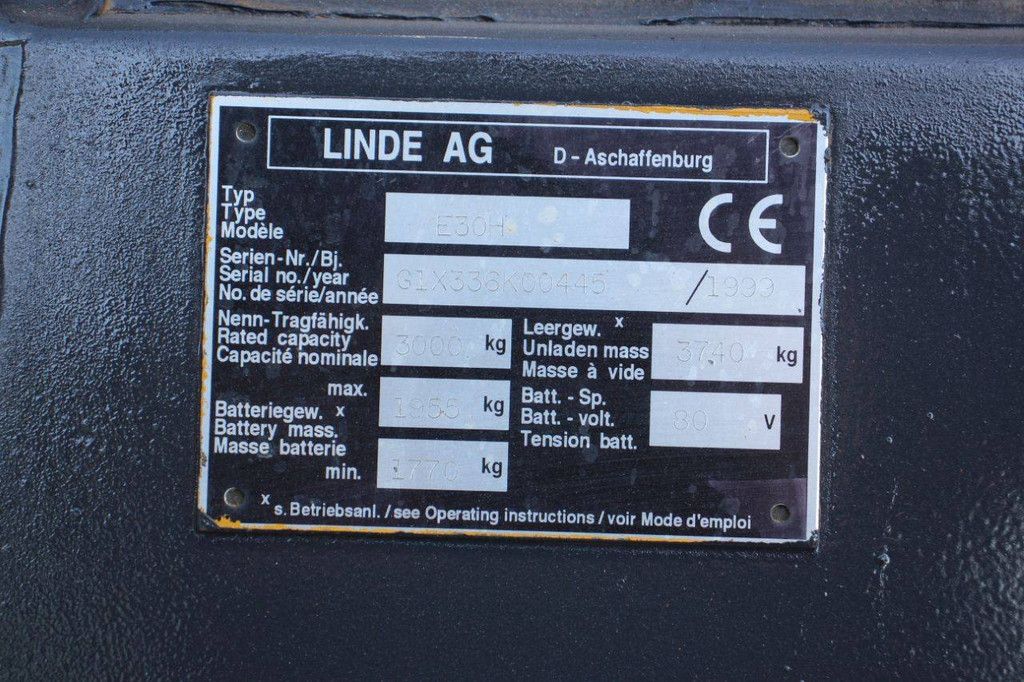 LINDE AG D - Aschaffenburg
Typ
Type
Modèle
E30H
CE
Serien-Nr./Bj.
Serial no./year
No. de série/année
G1X336K00445 /1999
Nenn-Tragfähigk.
Rated capacity
Capacité nominale
3000 kg
Leergew. x
Unladen mass
Masse à vide
3740 kg
max.
Batteriegew. x
Battery mass.
Masse batterie
min.
1955 kg
1770 kg
Batt. - Sp.
Batt. - volt.
Tension batt.
80 V
x s. Betriebsanl. / see Operating instructions / voir Mode d'emploi